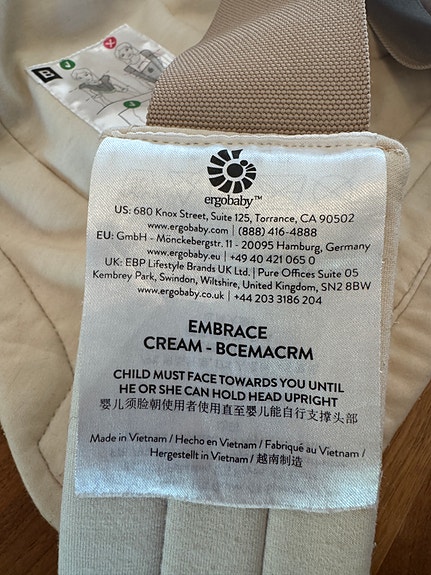 ergobaby™
US: 680 Knox Street, Suite 125, Torrance, CA 90502
www.ergobaby.com | (888) 416-4888
EU: GmbH - Mönckebergstr. 11 - 20095 Hamburg, Germany
www.ergobaby.eu | +49 40 421 065 0
UK: EBP Lifestyle Brands UK Ltd. | Pure Offices Suite 05
Kembrey Park, Swindon, Wiltshire, United Kingdom, SN2 8BW
www.ergobaby.co.uk | +44 203 3186 204
EMBRACE
CREAM - BCEMACRM
CHILD MUST FACE TOWARDS YOU UNTIL
HE OR SHE CAN HOLD HEAD UPRIGHT
婴儿须脸朝使用者使用直至婴儿能自行支撑头部
Made in Vietnam / Hecho en Vietnam / Fabriqué au Vietnam /
Hergestellt in Vietnam / 越南制造